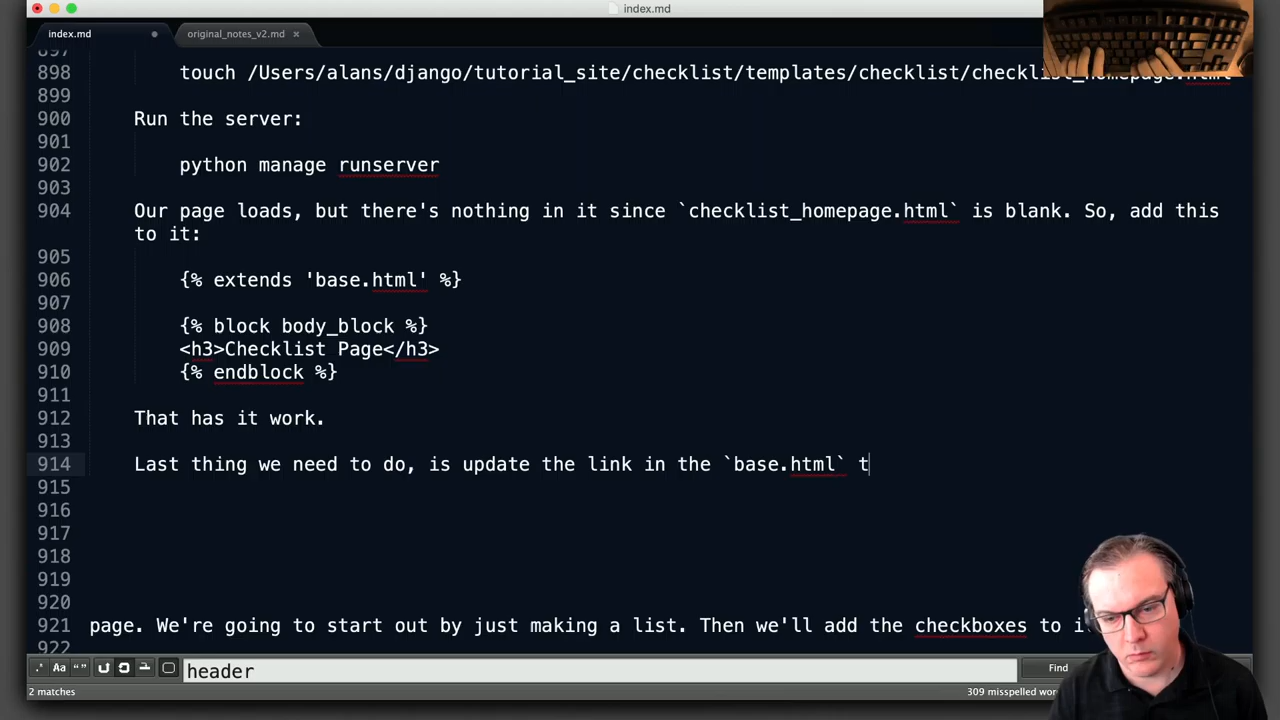 index.md
index.md
original_notes_v2.md
897
898 touch /Users/alans/django/tutorial_site/checklist/templates/checklist/checklist_homepage.html
899
900 Run the server:
901
902 python manage runserver
903
904 Our page loads, but there's nothing in it since `checklist_homepage.html` is blank. So, add this
to it:
905
906 {% extends 'base.html' %}
907
908 {% block body_block %}
909 <h3>Checklist Page</h3>
910 {% endblock %}
911
912 That has it work.
913
914 Last thing we need to do, is update the link in the `base.html` t
915
916
917
918
919
920
921 page. We're going to start out by just making a list. Then we'll add the checkboxes to
922
.* Aa “”
header
Find
2 matches
309 misspelled